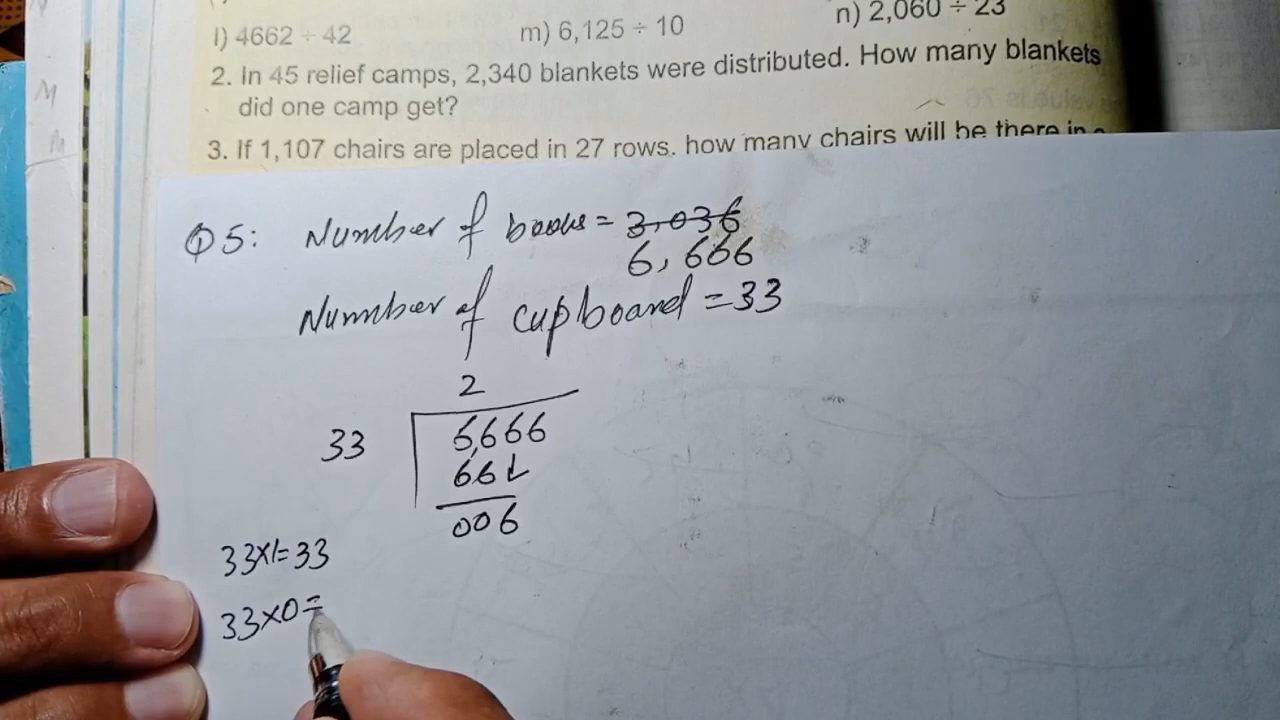 l) 4662 ÷ 42 m) 6,125 ÷ 10 n) 2,060 ÷ 23
2. In 45 relief camps, 2,340 blankets were distributed. How many blankets
did one camp get?
3. If 1,107 chairs are placed in 27 rows. how many chairs will be there in
Q5: Number of books = 3,036
6,666
Number of cupboard = 33
2
33 6,666
66↓
006
33×1=33
33×0=